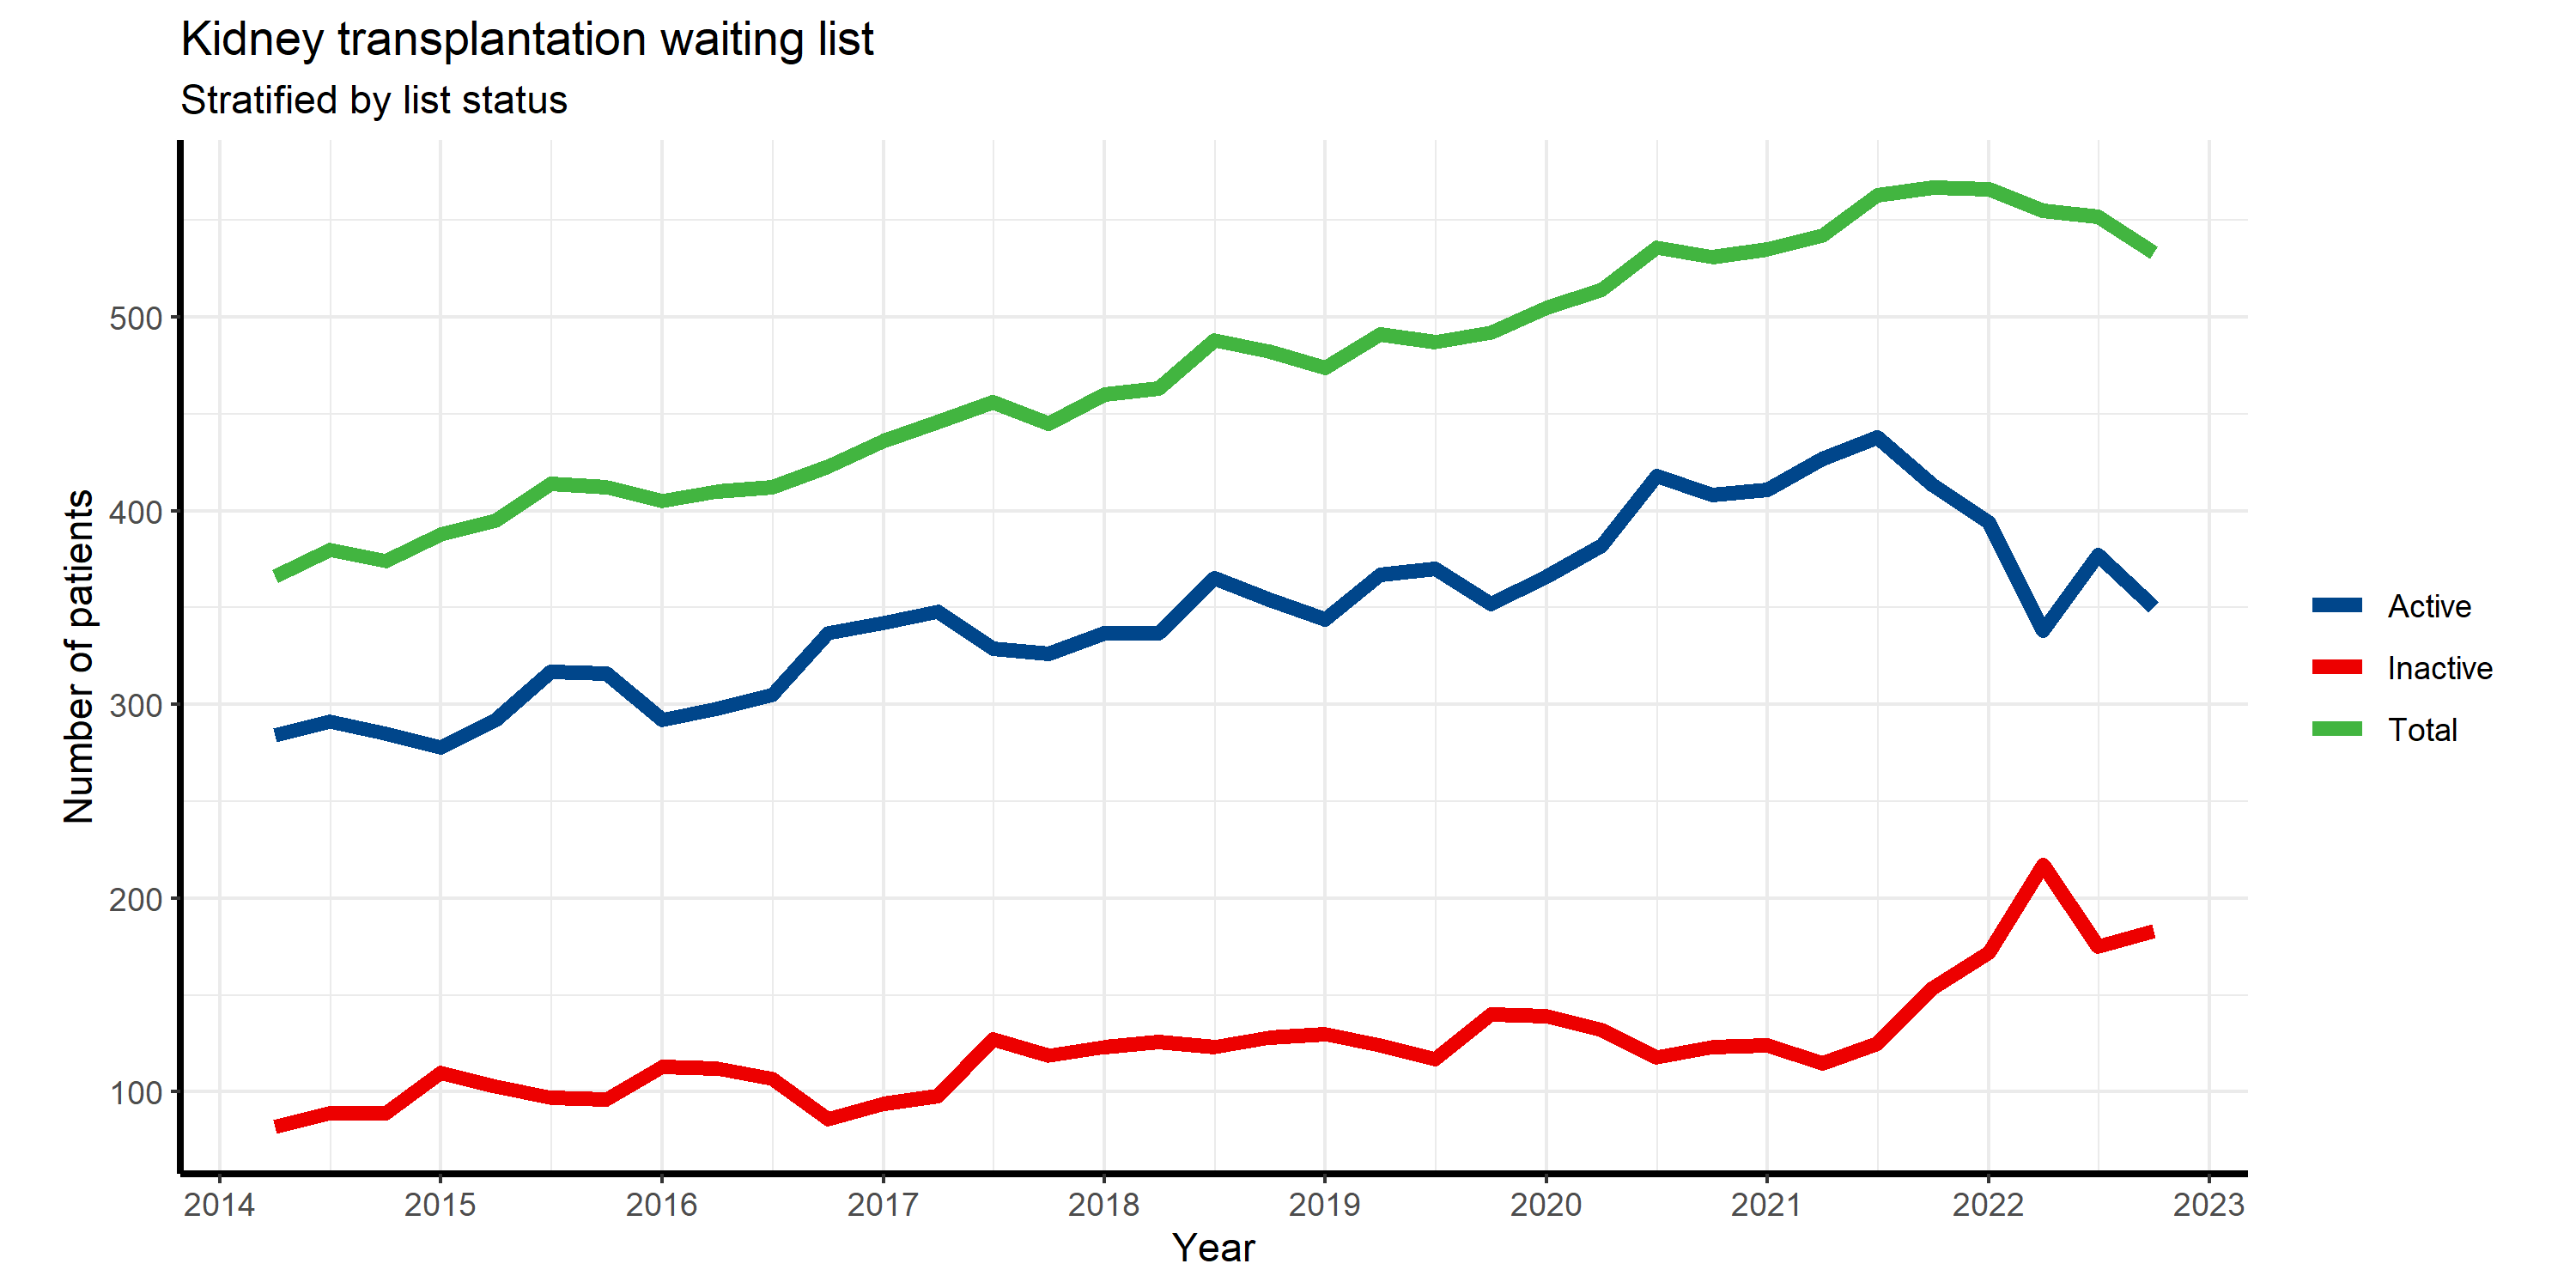 Kidney transplantation waiting list
Stratified by list status
Number of patients
500
400
300
200
100
2014 2015 2016 2017 2018 2019 2020 2021 2022 2023
Year
Active
Inactive
Total